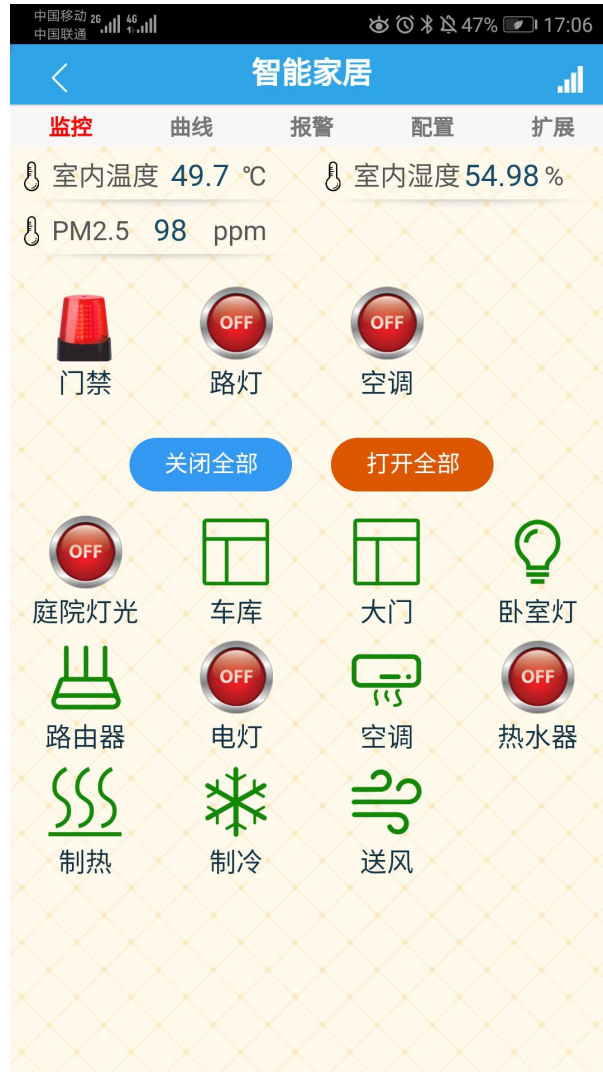 中国移动 2G 4G
中国联通
47% 17:06
智能家居
监控 曲线 报警 配置 扩展
室内温度 49.7 ℃ 室内湿度 54.98 %
PM2.5 98 ppm
OFF OFF
门禁 路灯 空调
关闭全部 打开全部
OFF
庭院灯光 车库 大门 卧室灯
OFF OFF
路由器 电灯 空调 热水器
制热 制冷 送风